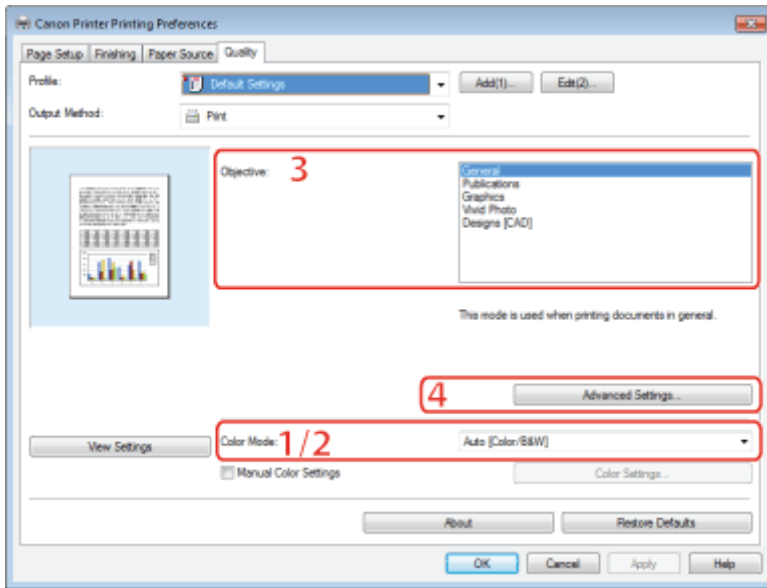 Canon Printer Printing Preferences
Page Setup Finishing Paper Source Quality
Profile: Default Settings Add(1)... Edit(2)...
Output Method: Print
Objective: 3 General
Publications
Graphics
Vivid Photo
Designs [CAD]
This mode is used when printing documents in general.
4 Advanced Settings...
View Settings Color Mode: 1/2 Auto [Color/B&W]
Manual Color Settings Color Settings...
About Restore Defaults
OK Cancel Apply Help